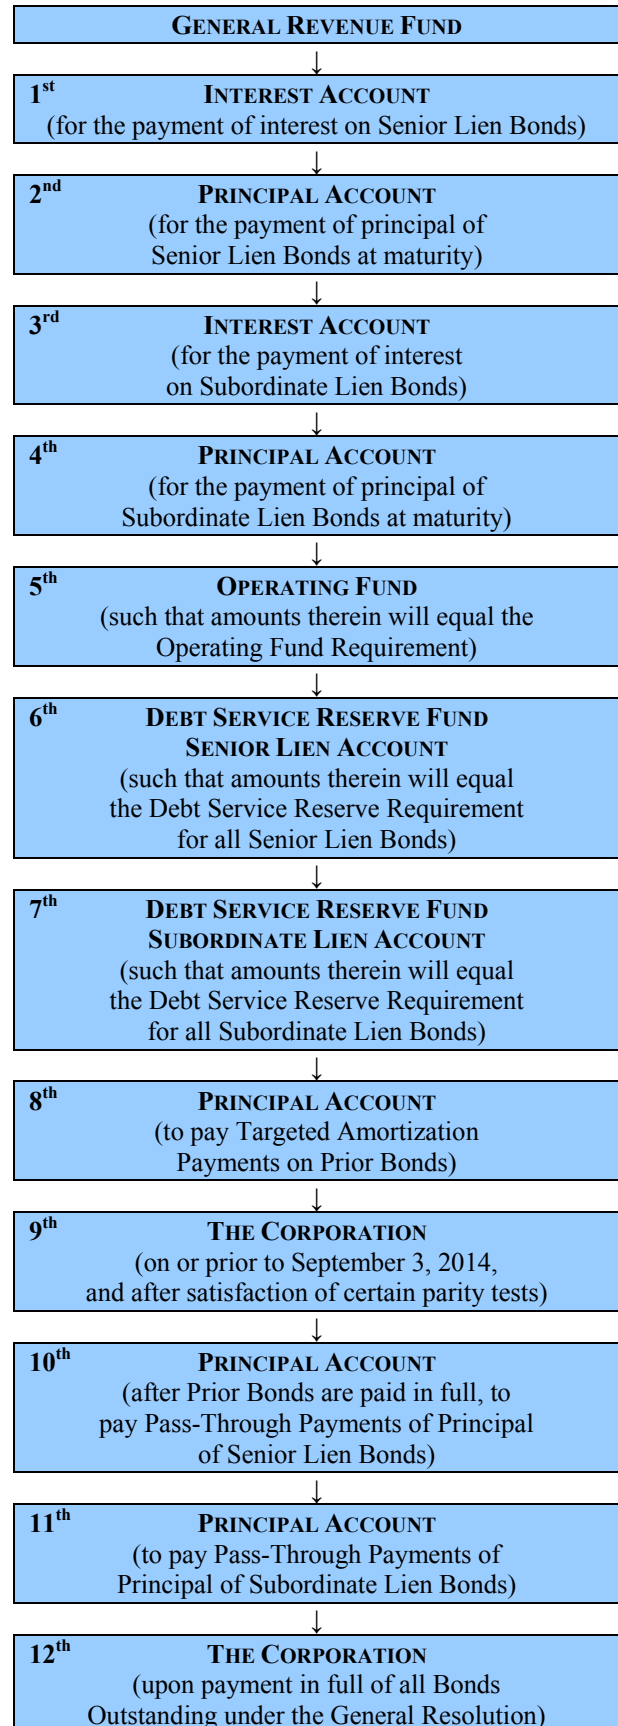 GENERAL REVENUE FUND
↓
1st INTEREST ACCOUNT
(for the payment of interest on Senior Lien Bonds)
↓
2nd PRINCIPAL ACCOUNT
(for the payment of principal of
Senior Lien Bonds at maturity)
↓
3rd INTEREST ACCOUNT
(for the payment of interest
on Subordinate Lien Bonds)
↓
4th PRINCIPAL ACCOUNT
(for the payment of principal of
Subordinate Lien Bonds at maturity)
↓
5th OPERATING FUND
(such that amounts therein will equal the
Operating Fund Requirement)
↓
6th DEBT SERVICE RESERVE FUND
SENIOR LIEN ACCOUNT
(such that amounts therein will equal
the Debt Service Reserve Requirement
for all Senior Lien Bonds)
↓
7th DEBT SERVICE RESERVE FUND
SUBORDINATE LIEN ACCOUNT
(such that amounts therein will equal
the Debt Service Reserve Requirement
for all Subordinate Lien Bonds)
↓
8th PRINCIPAL ACCOUNT
(to pay Targeted Amortization
Payments on Prior Bonds)
↓
9th THE CORPORATION
(on or prior to September 3, 2014,
and after satisfaction of certain parity tests)
↓
10th PRINCIPAL ACCOUNT
(after Prior Bonds are paid in full, to
pay Pass-Through Payments of Principal
of Senior Lien Bonds)
↓
11th PRINCIPAL ACCOUNT
(to pay Pass-Through Payments of
Principal of Subordinate Lien Bonds)
↓
12th THE CORPORATION
(upon payment in full of all Bonds
Outstanding under the General Resolution)